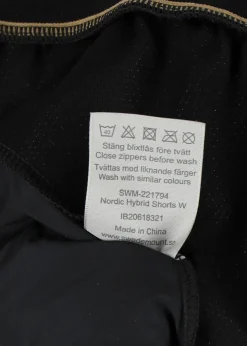 40
Stäng blixtlås före tvätt
Close zippers before wash
Tvättas med liknande färger
Wash with similar colours
SWM-221794
Nordic Hybrid Shorts W
IB20618321
Made in China
www.swedemount.se